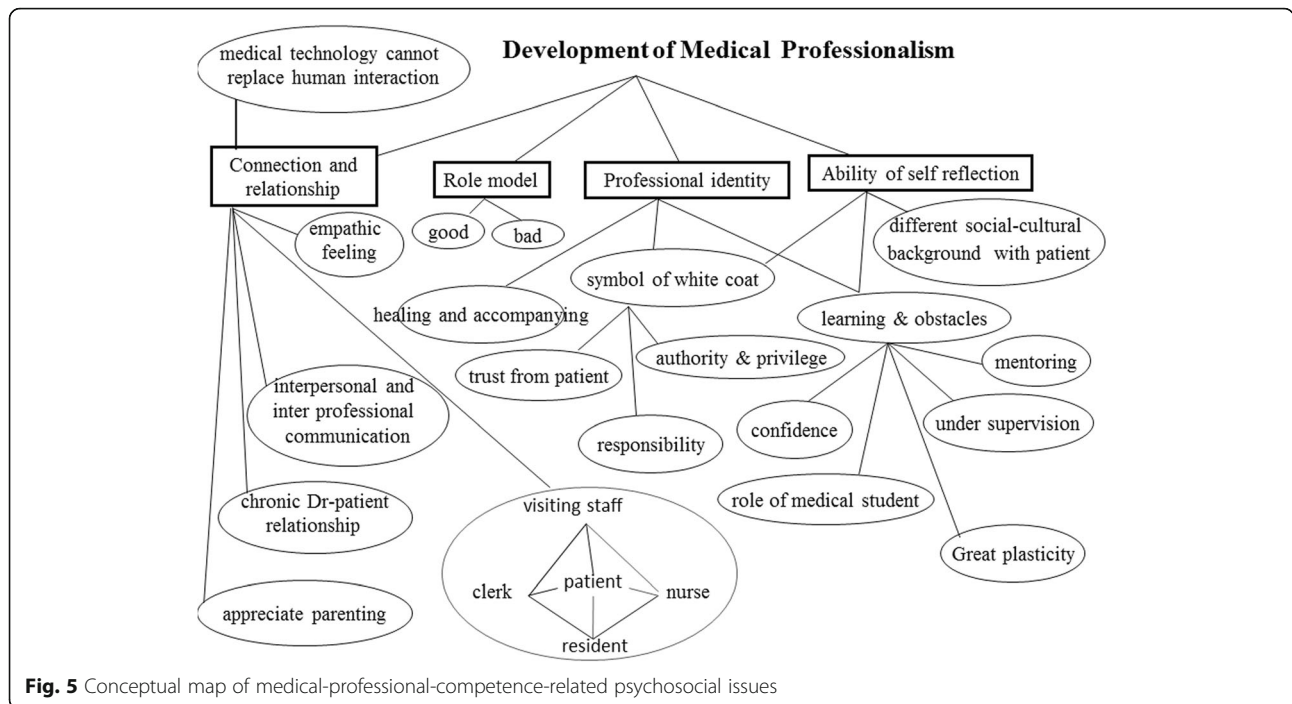 Development of Medical Professionalism
medical technology cannot
replace human interaction
Connection and
relationship
Role model
Professional identity
Ability of self reflection
empathic
feeling
good
bad
different social-cultural
background with patient
symbol of white coat
healing and accompanying
learning & obstacles
trust from patient
authority & privilege
mentoring
interpersonal and
inter professional
communication
responsibility
confidence
under supervision
chronic Dr-patient
relationship
role of medical student
visiting staff
clerk
patient
nurse
resident
Great plasticity
appreciate parenting
Fig. 5 Conceptual map of medical-professional-competence-related psychosocial issues